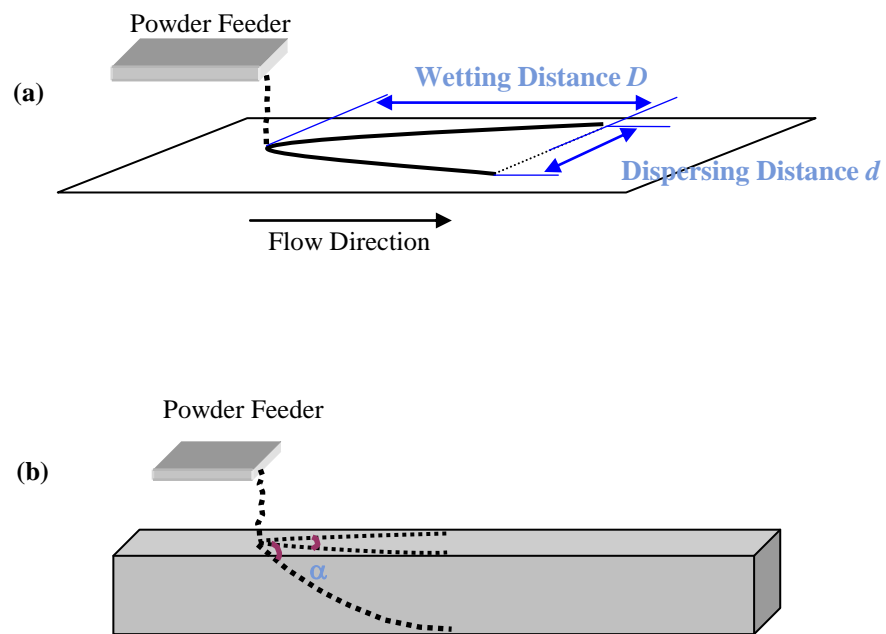 Powder Feeder
(a)
Wetting Distance D
Dispersing Distance d
Flow Direction
Powder Feeder
(b)
α